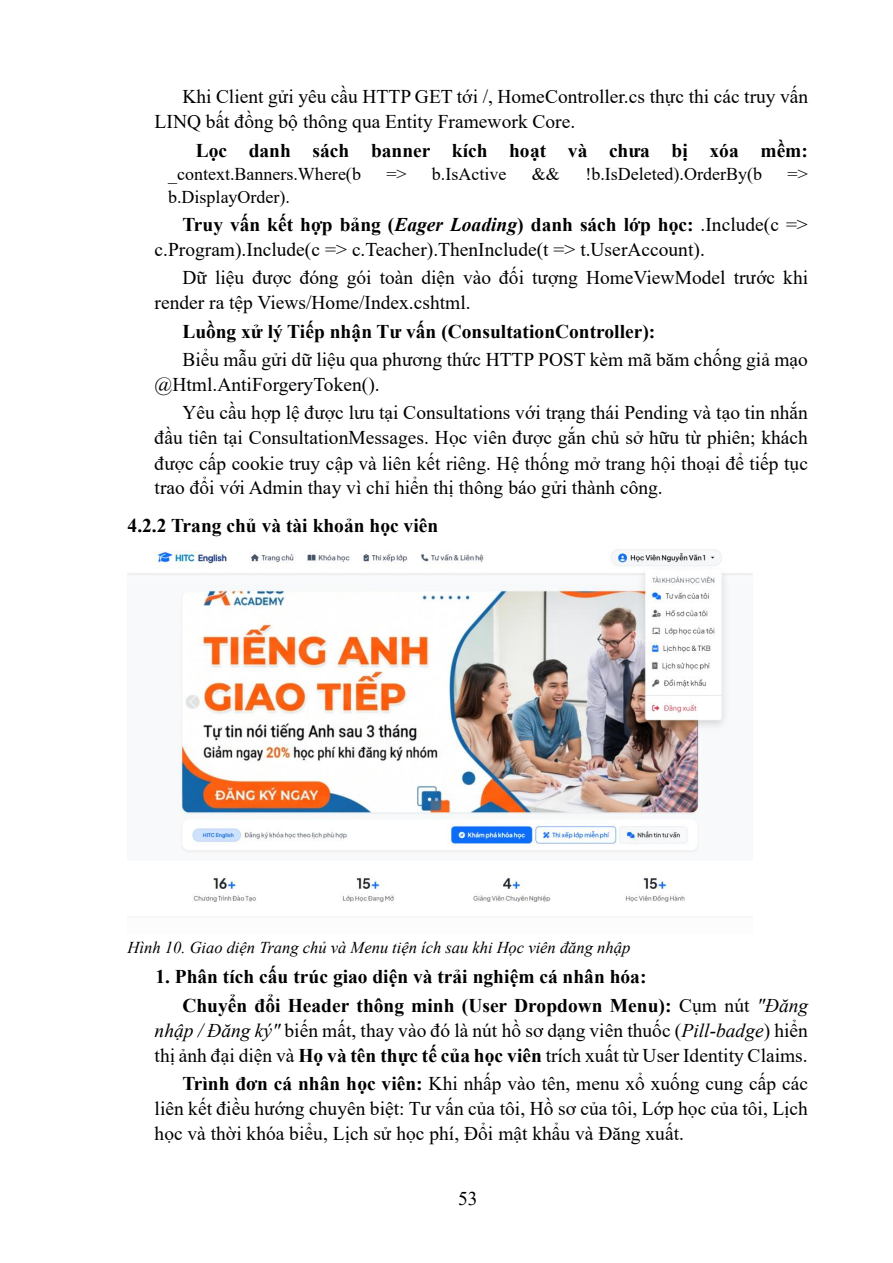 Khi Client gửi yêu cầu HTTP GET tới /, HomeController.cs thực thi các truy vấn
LINQ bất đồng bộ thông qua Entity Framework Core.
Lọc danh sách banner kích hoạt và chưa bị xóa mềm:
_context.Banners.Where(b => b.IsActive && !b.IsDeleted).OrderBy(b =>
b.DisplayOrder).
Truy vấn kết hợp bảng (Eager Loading) danh sách lớp học: .Include(c =>
c.Program).Include(c => c.Teacher).ThenInclude(t => t.UserAccount).
Dữ liệu được đóng gói toàn diện vào đối tượng HomeViewModel trước khi
render ra tệp Views/Home/Index.cshtml.
Luồng xử lý Tiếp nhận Tư vấn (ConsultationController):
Biểu mẫu gửi dữ liệu qua phương thức HTTP POST kèm mã băm chống giả mạo
@Html.AntiForgeryToken().
Yêu cầu hợp lệ được lưu tại Consultations với trạng thái Pending và tạo tin nhắn
đầu tiên tại ConsultationMessages. Học viên được gắn chủ sở hữu từ phiên; khách
được cấp cookie truy cập và liên kết riêng. Hệ thống mở trang hội thoại để tiếp tục
trao đổi với Admin thay vì chỉ hiển thị thông báo gửi thành công.
4.2.2 Trang chủ và tài khoản học viên
HITC English Trang chủ Khóa học Thi xếp lớp Tư vấn & Liên hệ Học Viên Nguyễn Văn 1
TÀI KHOẢN HỌC VIÊN
Tư vấn của tôi
Hồ sơ của tôi
Lớp học của tôi
Lịch học & TKB
Lịch sử học phí
Đổi mật khẩu
Đăng xuất
ACADEMY
TIẾNG ANH
GIAO TIẾP
Tự tin nói tiếng Anh sau 3 tháng
Giảm ngay 20% học phí khi đăng ký nhóm
ĐĂNG KÝ NGAY
HITC English Đăng ký khóa học theo lịch phù hợp Khám phá khóa học Thi xếp lớp miễn phí Nhắn tin tư vấn
16+ 15+ 4+ 15+
Chương Trình Đào Tạo Lớp Học Đang Mở Giảng Viên Chuyên Nghiệp Học Viên Đồng Hành
Hình 10. Giao diện Trang chủ và Menu tiện ích sau khi Học viên đăng nhập
1. Phân tích cấu trúc giao diện và trải nghiệm cá nhân hóa:
Chuyển đổi Header thông minh (User Dropdown Menu): Cụm nút "Đăng
nhập / Đăng ký" biến mất, thay vào đó là nút hồ sơ dạng viên thuốc (Pill-badge) hiển
thị ảnh đại diện và Họ và tên thực tế của học viên trích xuất từ User Identity Claims.
Trình đơn cá nhân học viên: Khi nhấp vào tên, menu xổ xuống cung cấp các
liên kết điều hướng chuyên biệt: Tư vấn của tôi, Hồ sơ của tôi, Lớp học của tôi, Lịch
học và thời khóa biểu, Lịch sử học phí, Đổi mật khẩu và Đăng xuất.
53